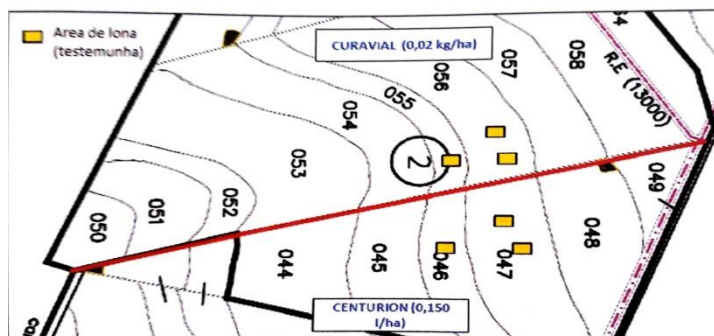 Area de lona
(testemunha)
CURAVIAL (0,02 kg/ha)
R.E (13000)
058
057
056
055
054
053
052
051
050
2
049
048
047
046
045
044
CENTURION (0,150
l/ha)